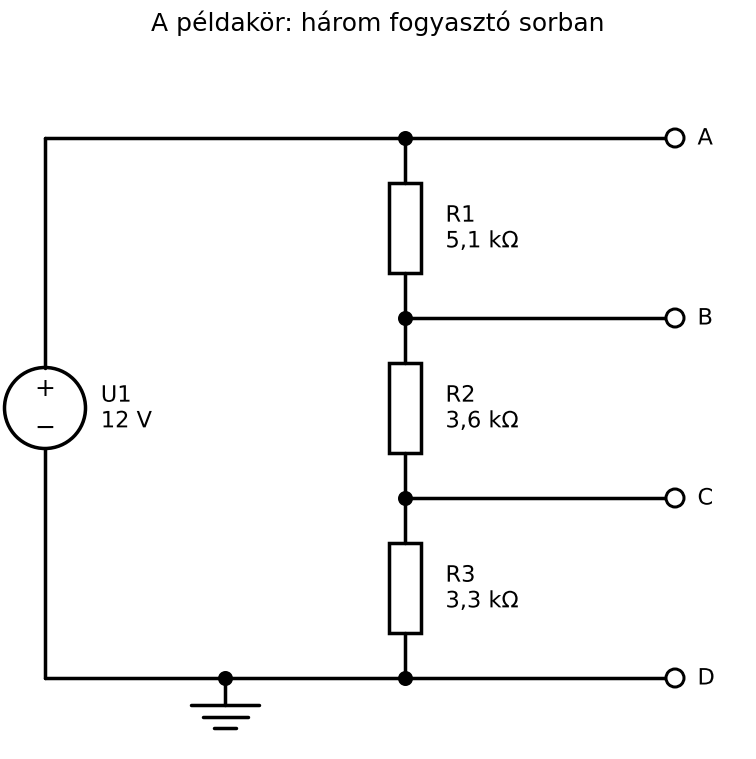 A példakör: három fogyasztó sorban
A
R1
5,1 kΩ
B
+
−
U1
12 V
R2
3,6 kΩ
C
R3
3,3 kΩ
D